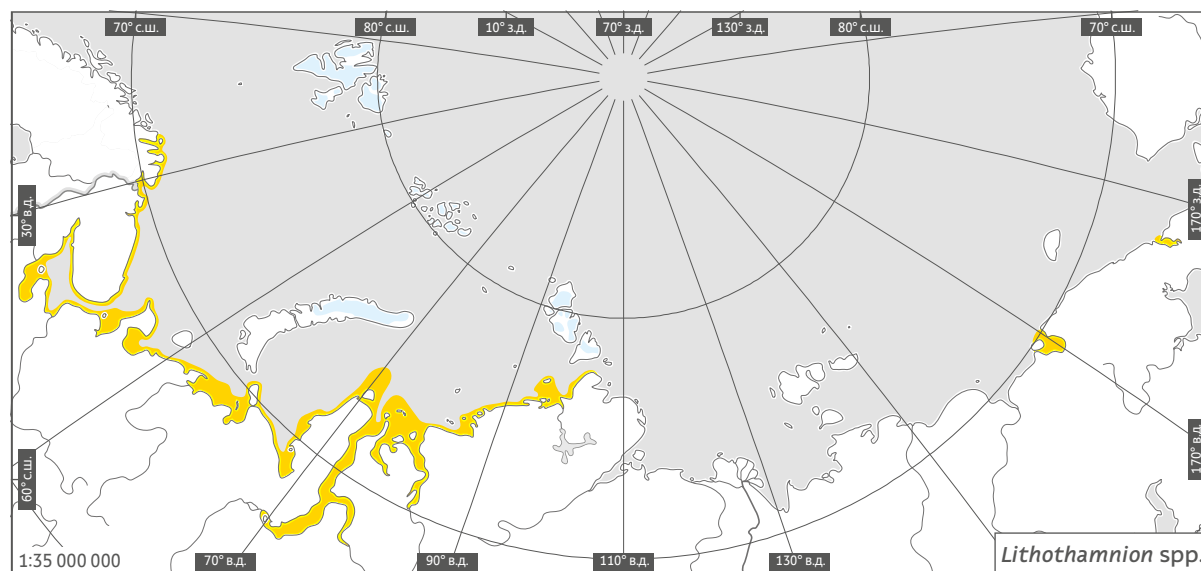 70° с.ш.
80° с.ш.
10° з.д.
70° з.д.
130° з.д.
80° с.ш.
70° с.ш.
30° в.д.
170° з.д.
60° с.ш.
170° в.д.
1:35 000 000
70° в.д.
90° в.д.
110° в.д.
130° в.д.
Lithothamnion spp.